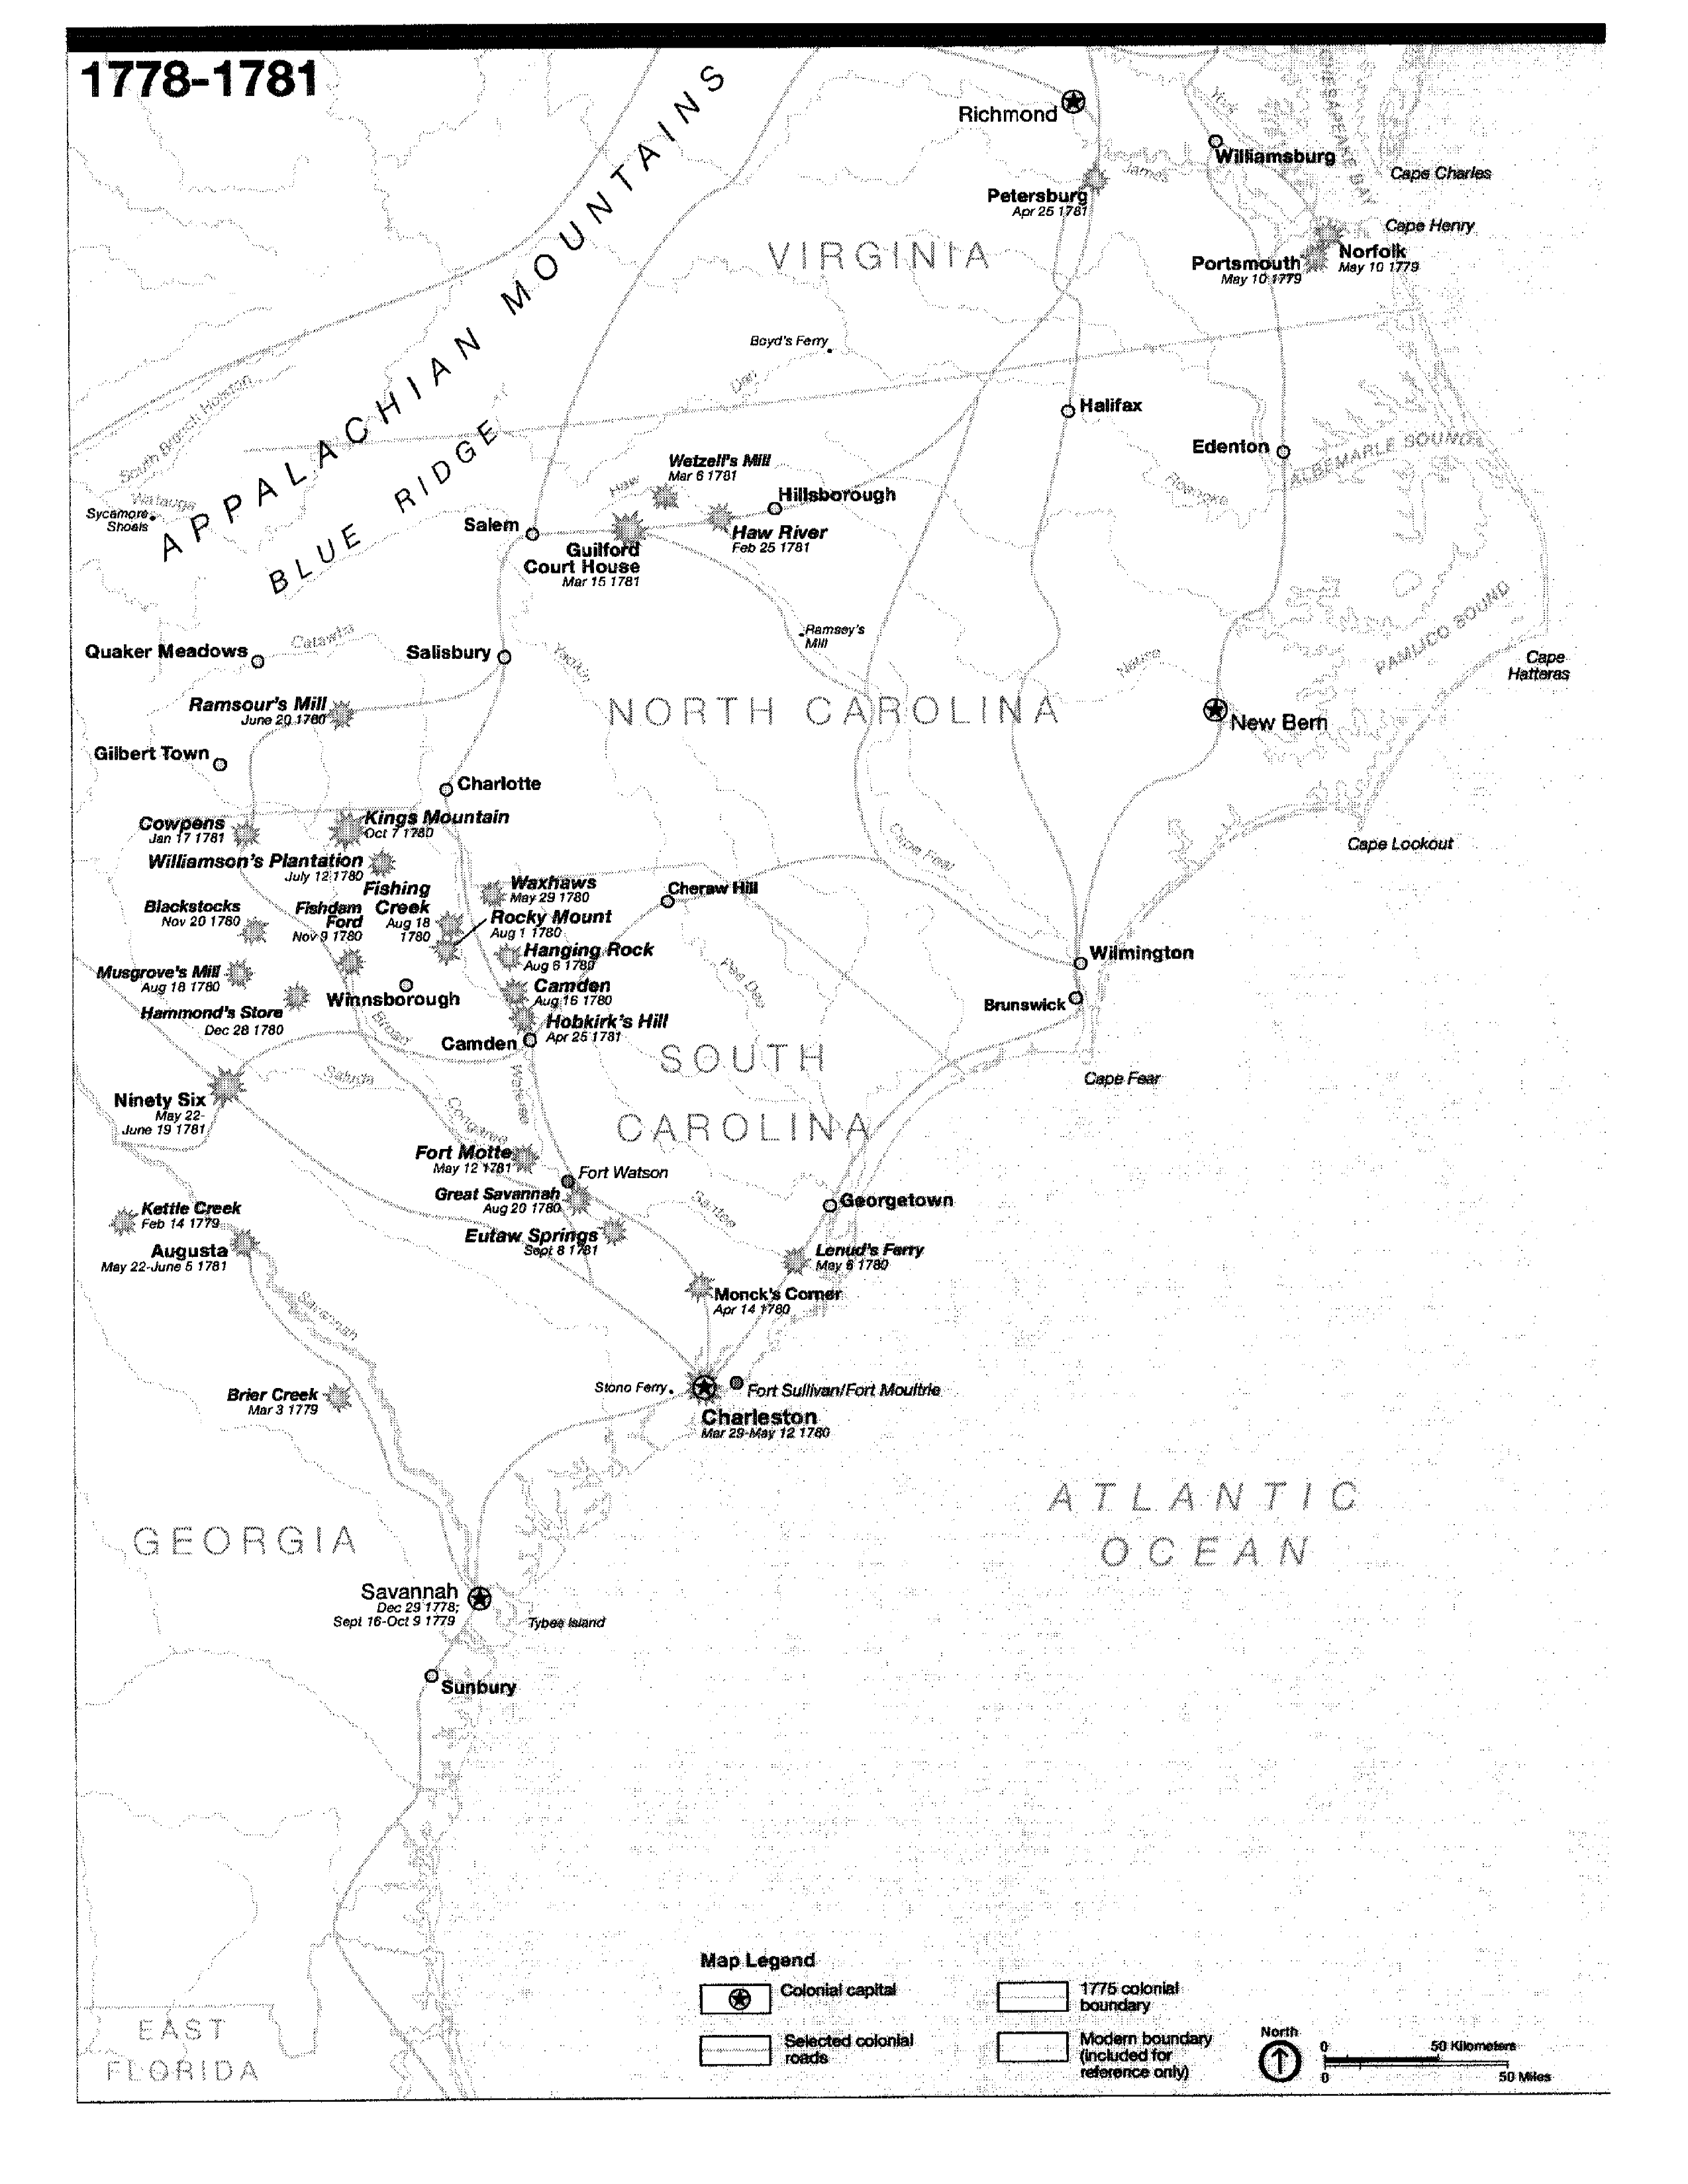 1778-1781
APPALACHIAN MOUNTAINS
BLUE RIDGE
Richmond
Williamsburg
York
James
CHESAPEAKE BAY
Cape Charles
Petersburg
Apr 25 1781
VIRGINIA
Cape Henry
Norfolk
May 10 1779
Portsmouth
May 10 1779
Boyd's Ferry
Dan
South Branch Holston
Watauga
Sycamore
Shoals
Halifax
Edenton
ALBEMARLE SOUND
Roanoke
Wetzell's Mill
Mar 6 1781
Haw
Hillsborough
Salem
Guilford
Court House
Mar 15 1781
Haw River
Feb 25 1781
Ramsey's
Mill
Quaker Meadows
Catawba
Salisbury
Yadkin
Neuse
PAMLICO SOUND
Cape
Hatteras
Ramsour's Mill
June 20 1780
NORTH CAROLINA
New Bern
Gilbert Town
Charlotte
Cowpens
Jan 17 1781
Kings Mountain
Oct 7 1780
Cape Fear
Cape Lookout
Williamson's Plantation
July 12 1780
Fishing
Creek
Aug 18
1780
Waxhaws
May 29 1780
Cheraw Hill
Blackstocks
Nov 20 1780
Fishdam
Ford
Nov 9 1780
Rocky Mount
Aug 1 1780
Hanging Rock
Aug 6 1780
Pee Dee
Wilmington
Musgrove's Mill
Aug 18 1780
Winnsborough
Camden
Aug 16 1780
Brunswick
Hammond's Store
Dec 28 1780
Broad
Hobkirk's Hill
Apr 25 1781
Camden
SOUTH
CAROLINA
Saluda
Wateree
Cape Fear
Ninety Six
May 22-
June 19 1781
Congaree
Fort Motte
May 12 1781
Fort Watson
Great Savannah
Aug 20 1780
Santee
Georgetown
Kettle Creek
Feb 14 1779
Eutaw Springs
Sept 8 1781
Augusta
May 22-June 5 1781
Lenud's Ferry
May 6 1780
Monck's Corner
Apr 14 1780
Savannah
Brier Creek
Mar 3 1779
Stono Ferry
Fort Sullivan/Fort Moultrie
Charleston
Mar 29-May 12 1780
ATLANTIC
OCEAN
GEORGIA
Savannah
Dec 29 1778;
Sept 16-Oct 9 1779
Tybee Island
Sunbury
EAST
FLORIDA
Map Legend
Colonial capital
Selected colonial
roads
1775 colonial
boundary
Modern boundary
(included for
reference only)
North
0 50 Kilometers
0 50 Miles